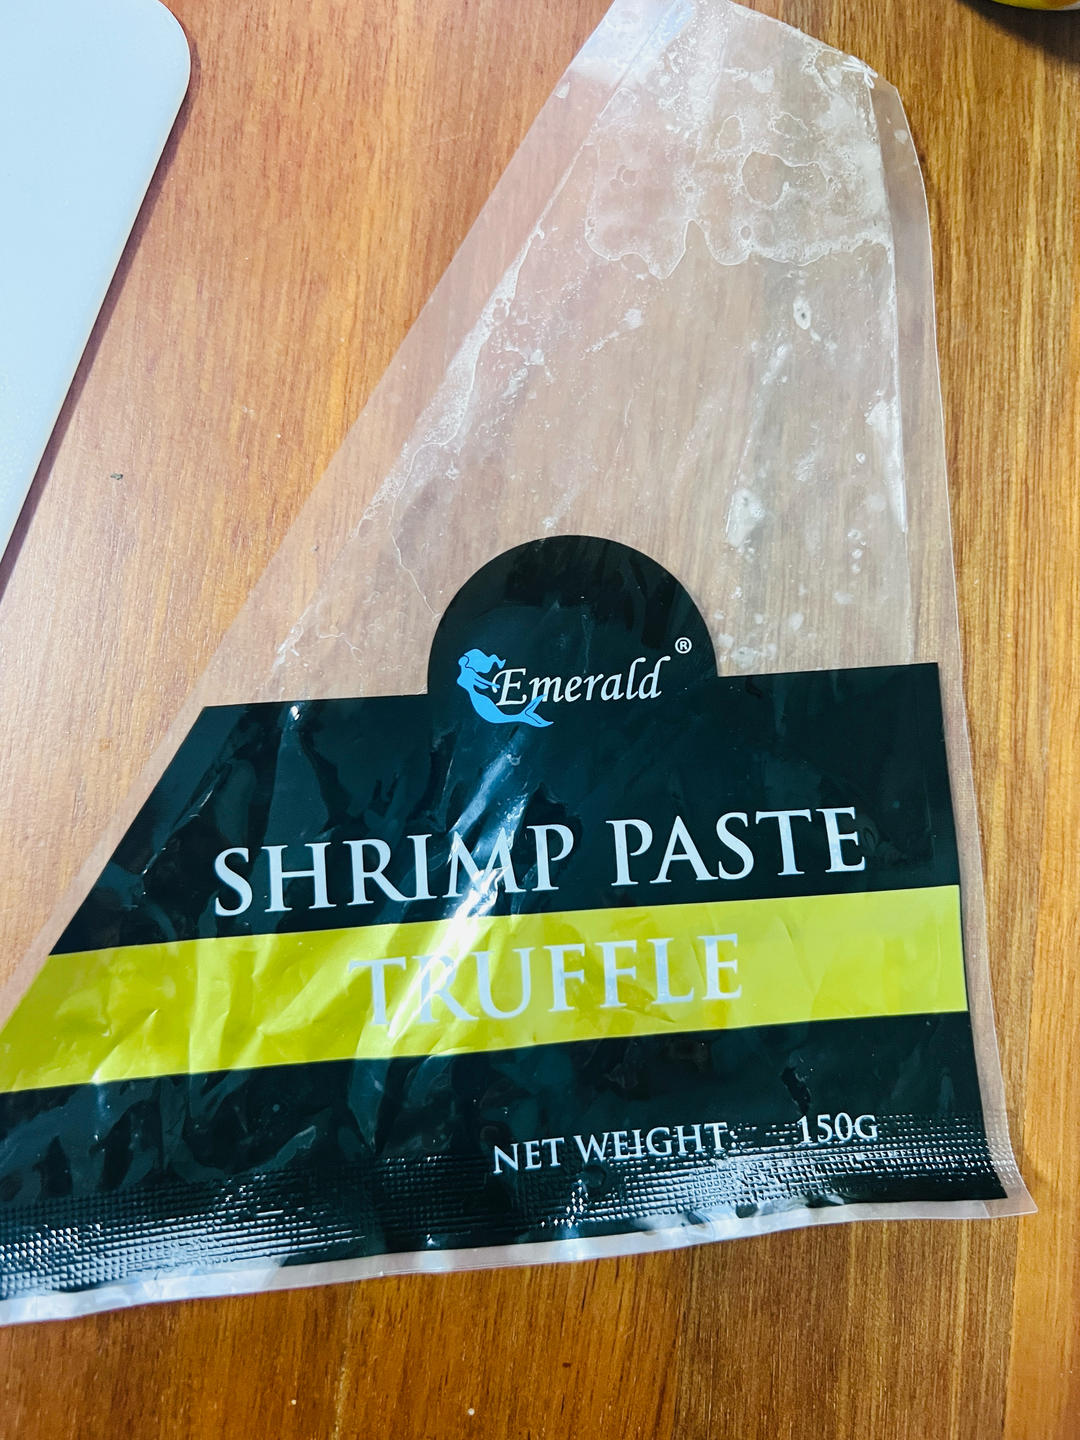 Emerald®
SHRIMP PASTE
TRUFFLE
NET WEIGHT: 150G